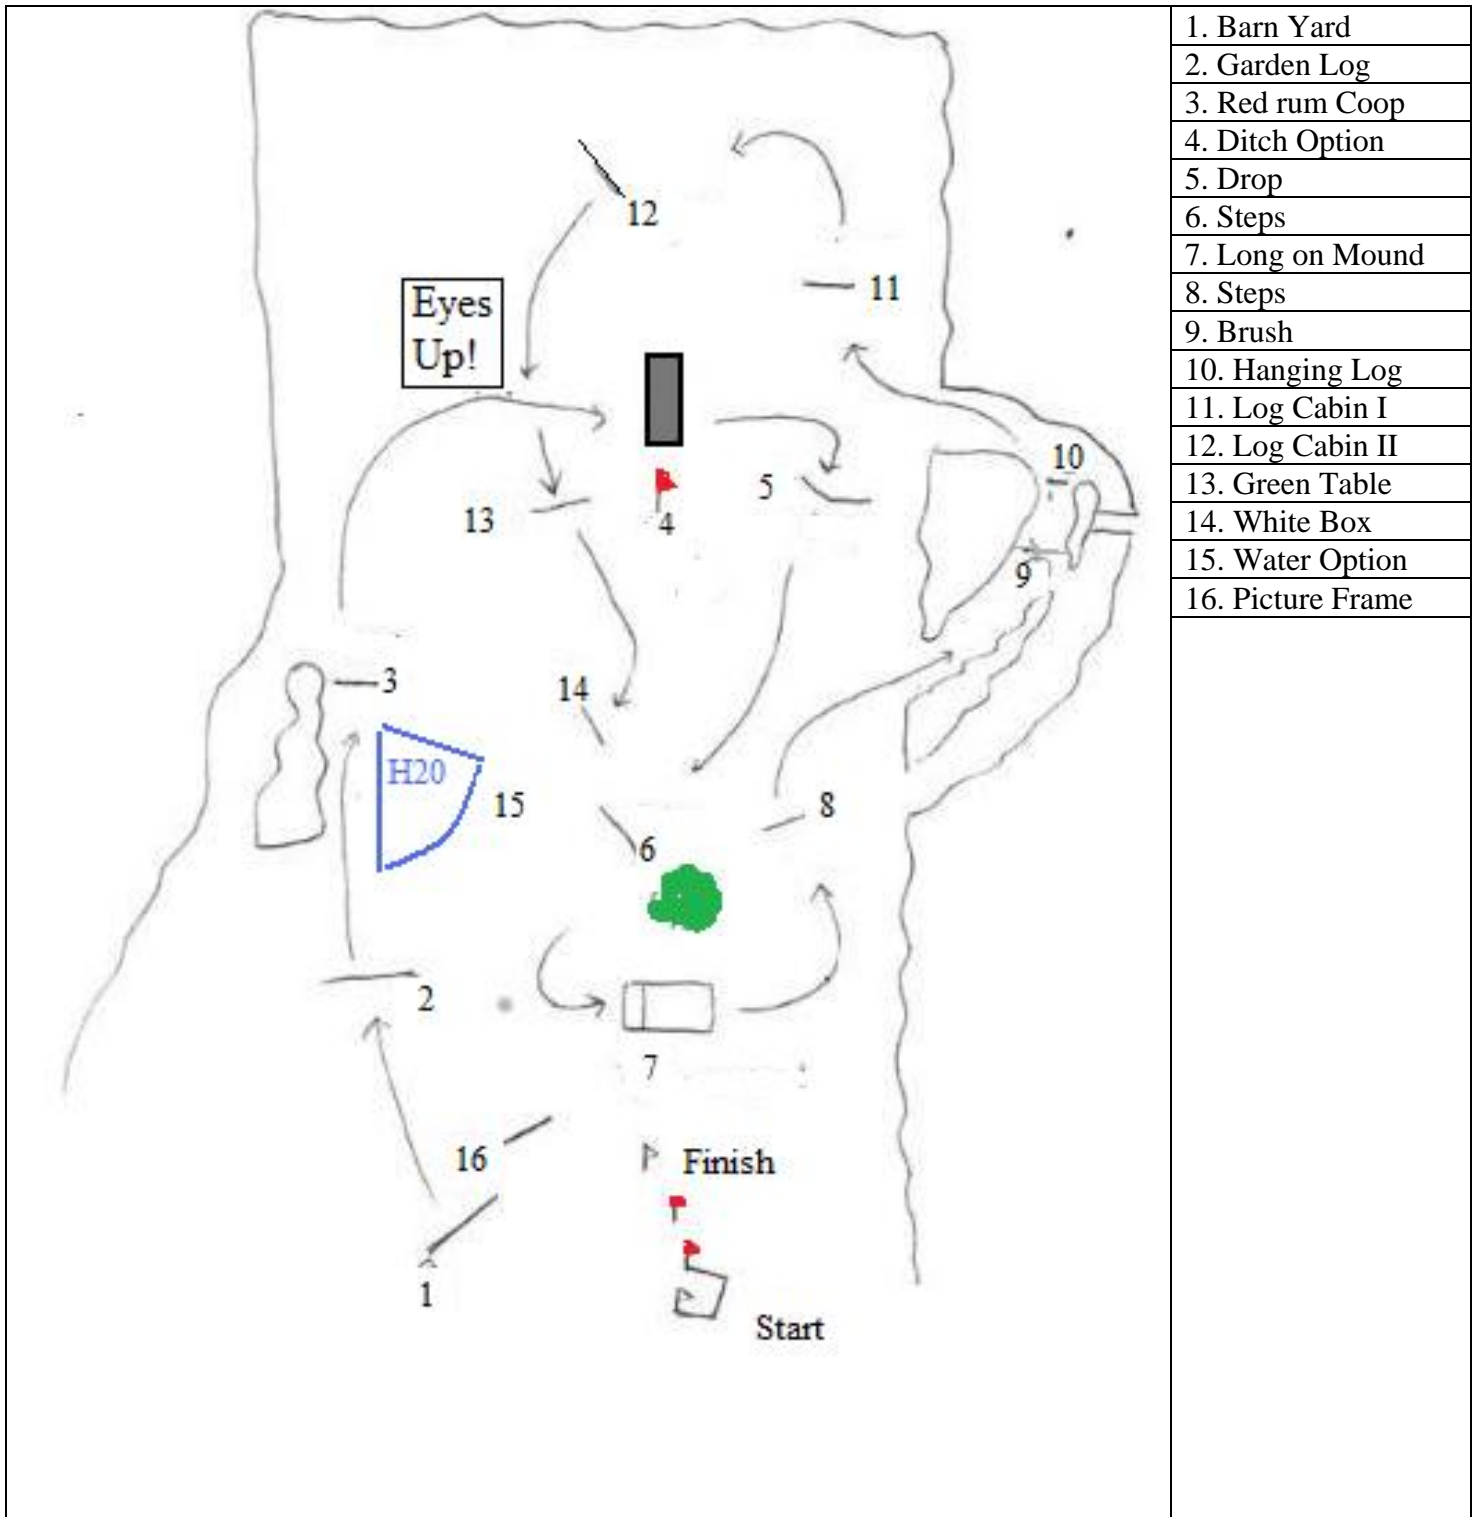 1. Barn Yard
2. Garden Log
3. Red rum Coop
4. Ditch Option
5. Drop
6. Steps
7. Long on Mound
8. Steps
9. Brush
10. Hanging Log
11. Log Cabin I
12. Log Cabin II
13. Green Table
14. White Box
15. Water Option
16. Picture Frame
12
11
Eyes
Up!
10
5
13
4
9
3
14
H20
15
8
6
2
7
16
Finish
1
Start